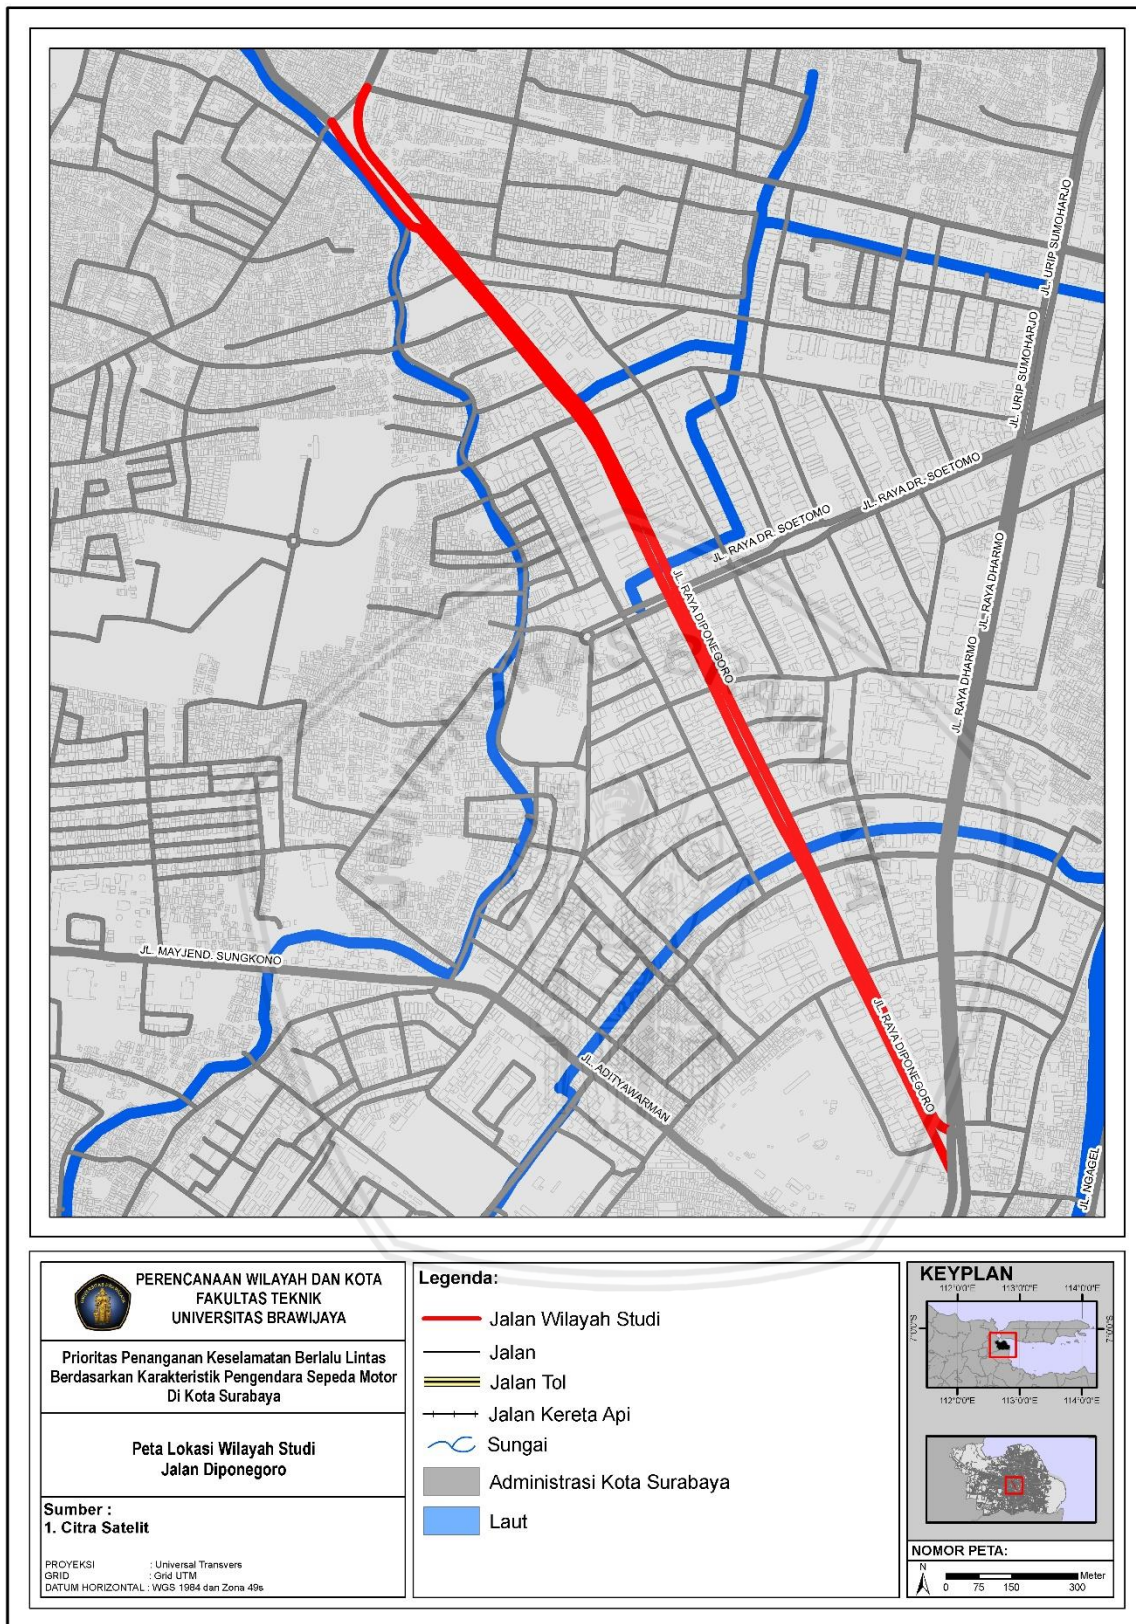 JL. URIP SUMOHARJO
JL. URIP SUMOHARJO
JL. RAYA DR. SOETOMO
JL. RAYA DR. SOETOMO
JL. RAYA DIPONEGORO
JL. RAYA DHARMO
JL. RAYA DHARMO
JL. MAYJEND. SUNGKONO
JL. RAYA DIPONEGORO
JL. ADITYAWARMAN
JL. NGAGEL
PERENCANAAN WILAYAH DAN KOTA
FAKULTAS TEKNIK
UNIVERSITAS BRAWIJAYA
Prioritas Penanganan Keselamatan Berlalu Lintas
Berdasarkan Karakteristik Pengendara Sepeda Motor
Di Kota Surabaya
Peta Lokasi Wilayah Studi
Jalan Diponegoro
Sumber :
1. Citra Satelit
PROYEKSI : Universal Transvers
GRID : Grid UTM
DATUM HORIZONTAL : WGS 1984 dan Zona 49s
Legenda:
Jalan Wilayah Studi
Jalan
Jalan Tol
Jalan Kereta Api
Sungai
Administrasi Kota Surabaya
Laut
KEYPLAN
112°0'0"E 113°0'0"E 114°0'0"E
7°0'0"S 7°0'0"S
112°0'0"E 113°0'0"E 114°0'0"E
NOMOR PETA:
N
Meter
0 75 150 300